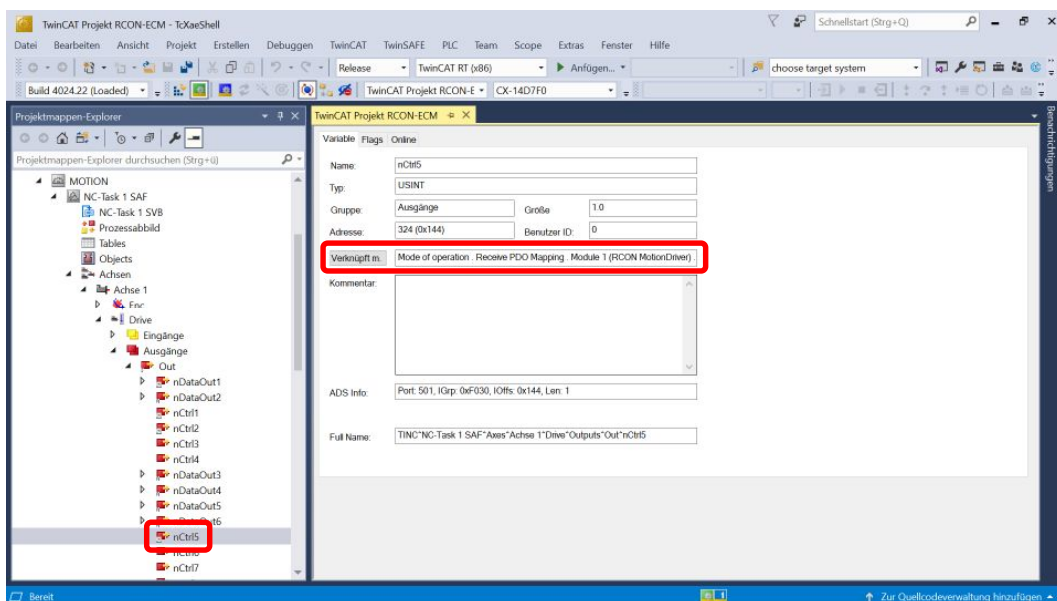 TwinCAT Projekt RCON-ECM - TcXaeShell
Schnellstart (Strg+Q)
Datei Bearbeiten Ansicht Projekt Erstellen Debuggen TwinCAT TwinSAFE PLC Team Scope Extras Fenster Hilfe
Release TwinCAT RT (x86) Anfügen... choose target system
Build 4024.22 (Loaded) TwinCAT Projekt RCON-E CX-14D7F0
Projektmappen-Explorer
Projektmappen-Explorer durchsuchen (Strg+ü)
MOTION
NC-Task 1 SAF
NC-Task 1 SVB
Prozessabbild
Tables
Objects
Achsen
Achse 1
Enc
Drive
Eingänge
Ausgänge
Out
nDataOut1
nDataOut2
nCtrl1
nCtrl2
nCtrl3
nCtrl4
nDataOut3
nDataOut4
nDataOut5
nDataOut6
nCtrl5
nCtrl6
nCtrl7
TwinCAT Projekt RCON-ECM
Variable Flags Online
Name: nCtrl5
Typ: USINT
Gruppe: Ausgänge Größe 1.0
Adresse: 324 (0x144) Benutzer ID: 0
Verknüpft m. Mode of operation . Receive PDO Mapping . Module 1 (RCON MotionDriver) .
Kommentar:
ADS Info: Port: 501, IGrp: 0xF030, IOffs: 0x144, Len: 1
Full Name: TINC^NC-Task 1 SAF^Axes^Achse 1^Drive^Outputs^Out^nCtrl5
Benachrichtigungen
Bereit
1
Zur Quellcodeverwaltung hinzufügen